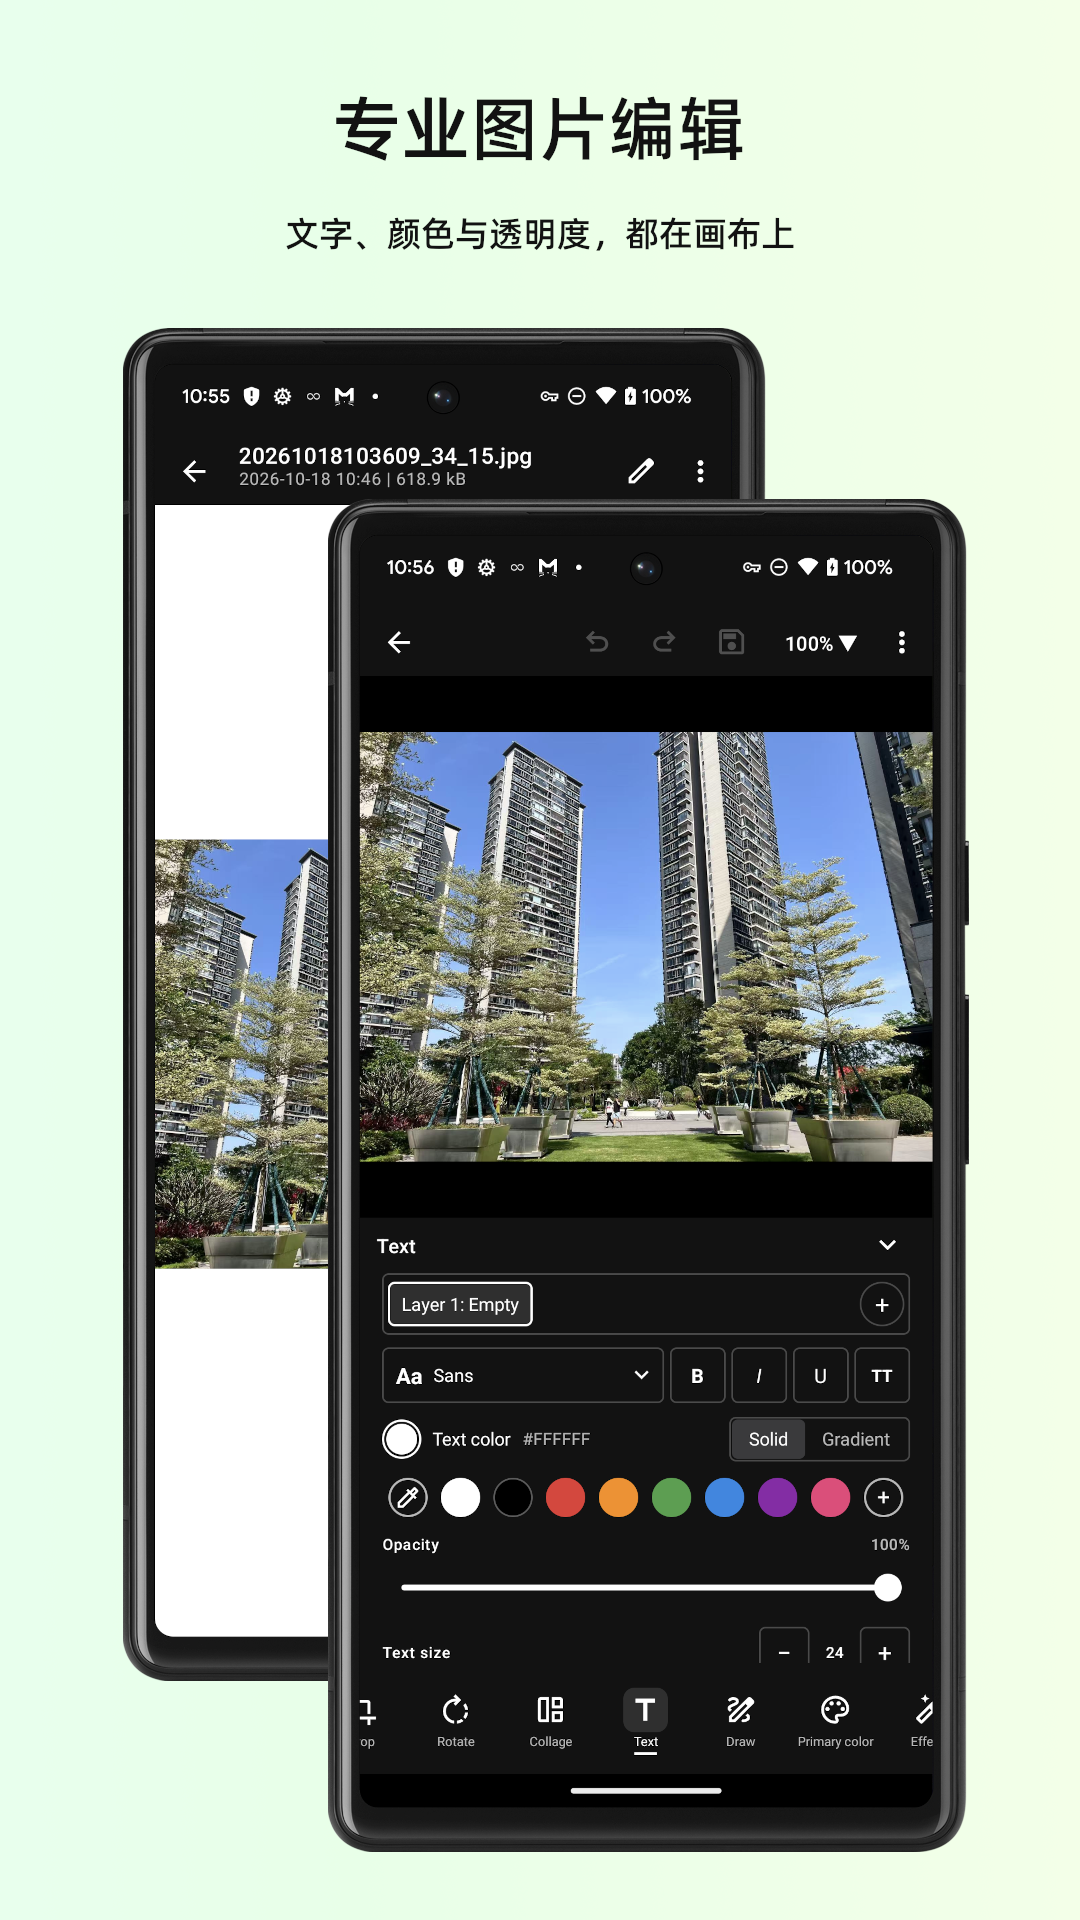 专业图片编辑
文字、颜色与透明度，都在画布上
10:55
100%
20261018103609_34_15.jpg
2026-10-18 10:46 | 618.9 kB
10:56
100%
100%
Text
Layer 1: Empty
Aa Sans
B
I
U
TT
Text color #FFFFFF
Solid
Gradient
Opacity
100%
Text size
24
op
Rotate
Collage
Text
Draw
Primary color
Effe